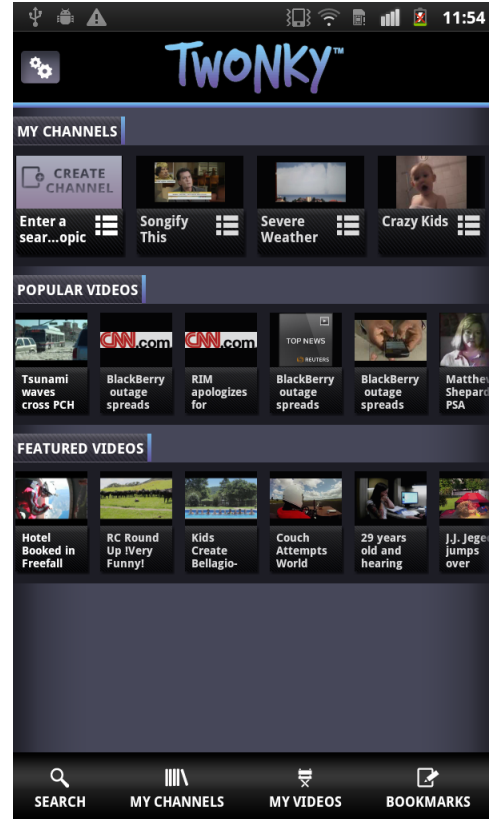 11:54
TWONKY™
MY CHANNELS
CREATE
CHANNEL
Enter a
sear...opic
Songify
This
Severe
Weather
Crazy Kids
POPULAR VIDEOS
CNN.com
CNN.com
TOP NEWS
REUTERS
Tsunami
waves
cross PCH
BlackBerry
outage
spreads
RIM
apologizes
for
BlackBerry
outage
spreads
BlackBerry
outage
spreads
Matthew
Shepard
PSA
FEATURED VIDEOS
Hotel
Booked in
Freefall
RC Round
Up !Very
Funny!
Kids
Create
Bellagio-
Couch
Attempts
World
29 years
old and
hearing
J.J. Jege
jumps
over
SEARCH
MY CHANNELS
MY VIDEOS
BOOKMARKS